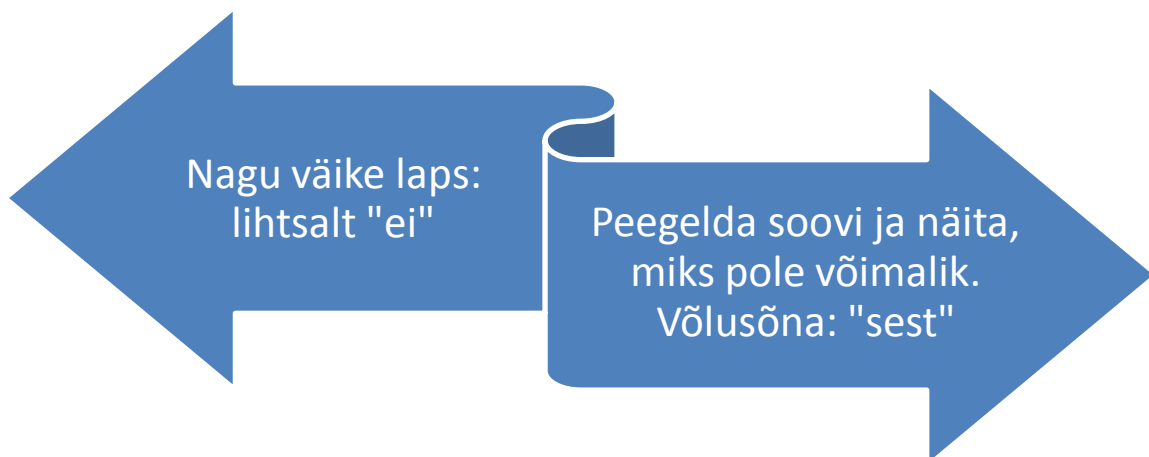 Nagu väike laps:
lihtsalt "ei"
Peegelda soovi ja näita,
miks pole võimalik.
Võlusõna: "sest"